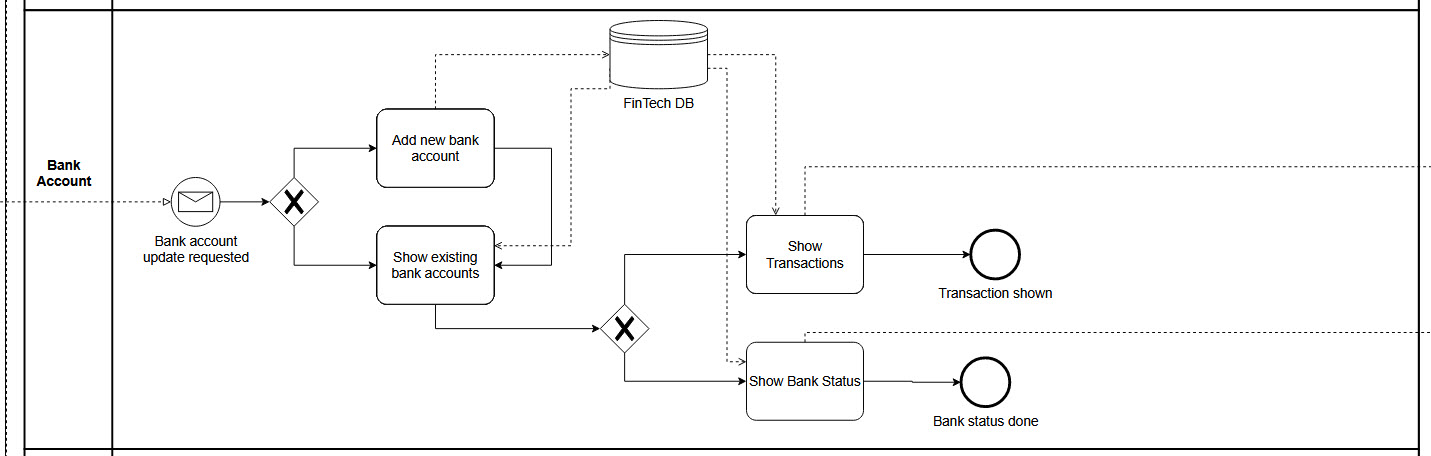 FinTech DB
Add new bank
account
Bank
Account
Bank account
update requested
Show existing
bank accounts
Show
Transactions
Transaction shown
Show Bank Status
Bank status done